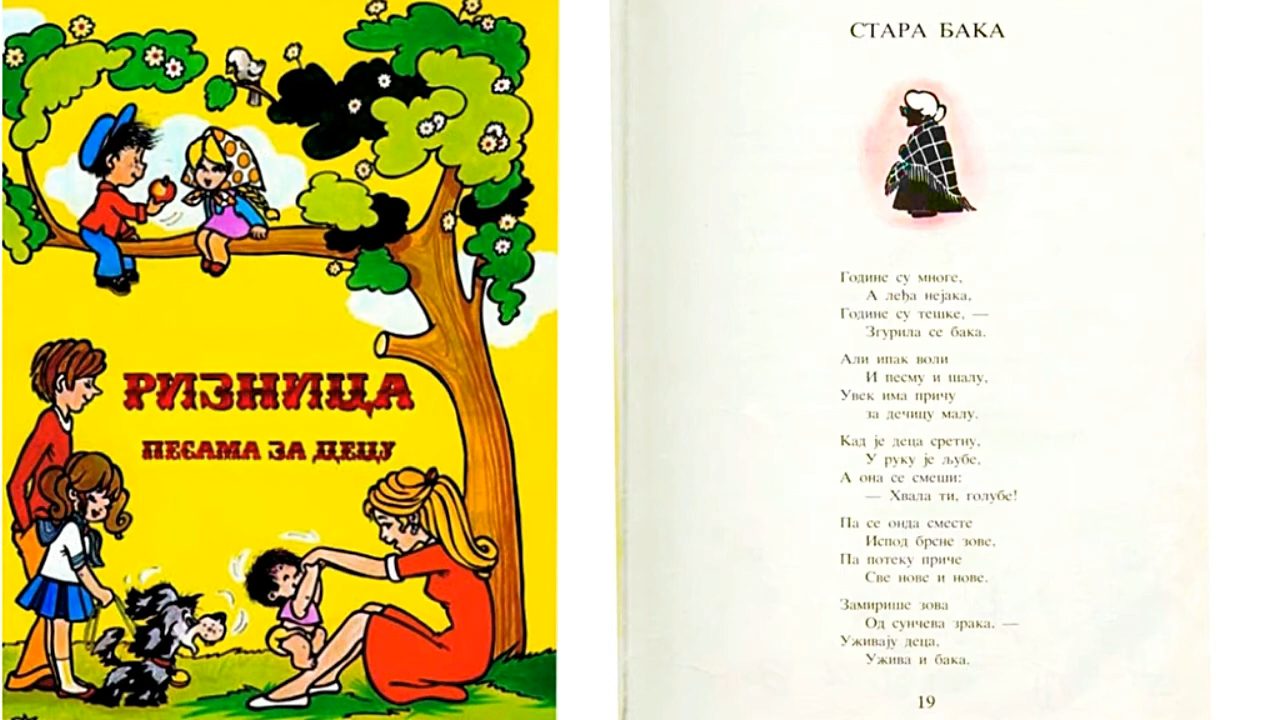 РИЗНИЦА
ПЕСАМА ЗА ДЕЦУ
СТАРА БАКА
Године су многе,
А леђа нејака,
Године су тешке, —
Згурила се бака.
Али ипак воли
И песму и шалу,
Увек има причу
за дечицу малу.
Кад је деца сретну,
У руку је љубе,
А она се смеши:
— Хвала ти, голубе!
Па се онда сместе
Испод брсне зове,
Па потеку приче
Све нове и нове.
Замирише зова
Од сунчева зрака, —
Уживају деца,
Ужива и бака.
19